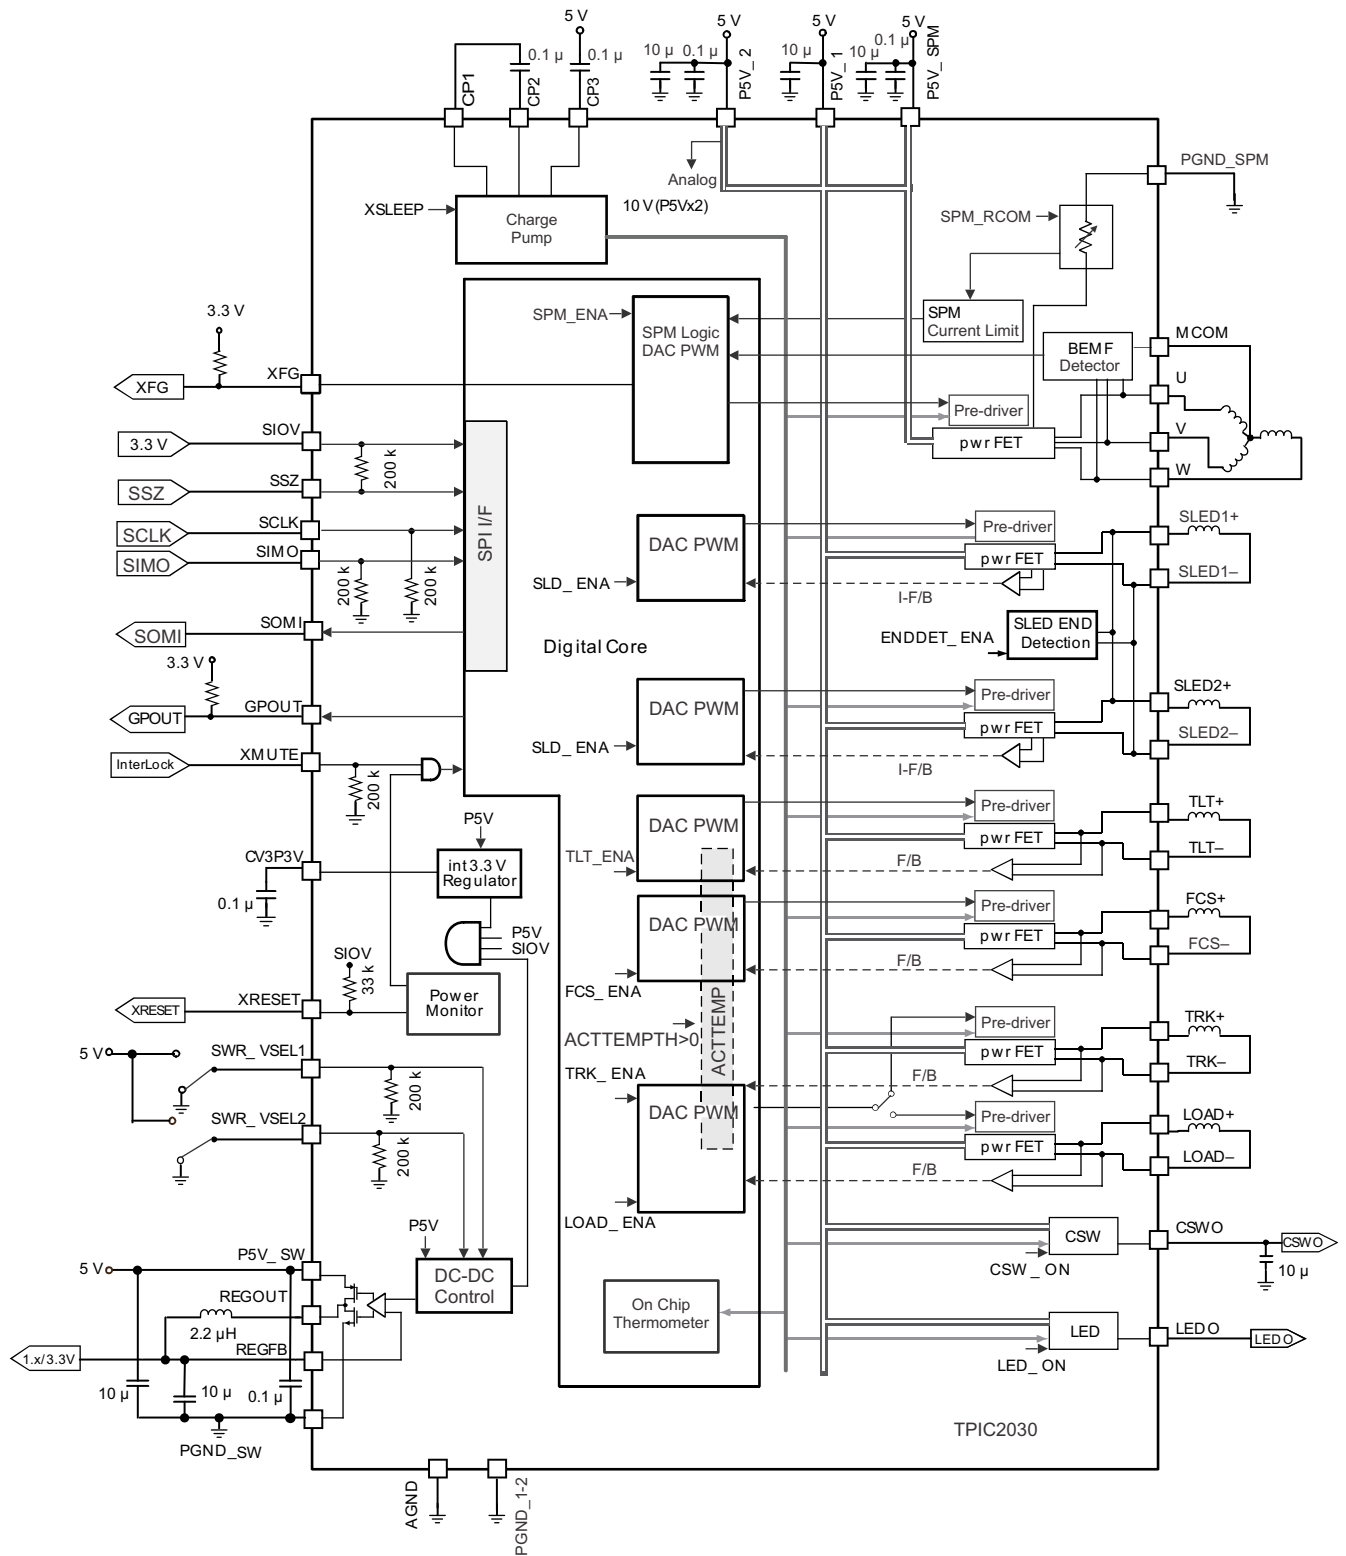 5 V
5 V
5 V
5 V
0.1 µ
0.1 µ
10 µ
0.1 µ
10 µ
10 µ
0.1 µ
CP1
CP2
CP3
P5V_2
P5V_1
P5V_SPM
PGND_SPM
Analog
10 V (P5Vx2)
XSLEEP
Charge
Pump
SPM_RCOM
3.3 V
SPM_ENA
SPM Logic
DAC PWM
SPM
Current Limit
BEMF
Detector
MCOM
XFG
XFG
U
Pre-driver
pwr FET
V
W
SIOV
3.3 V
200 k
SSZ
SSZ
SCLK
SCLK
SIMO
SIMO
200 k
200 k
SPI I/F
SOMI
SOMI
DAC PWM
SLD_ENA
Pre-driver
pwr FET
I-F/B
SLED1+
SLED1–
Digital Core
ENDDET_ENA
SLED END
Detection
3.3 V
GPOUT
GPOUT
DAC PWM
SLD_ENA
Pre-driver
pwr FET
I-F/B
SLED2+
SLED2–
XMUTE
InterLock
200 k
P5V
int 3.3 V
Regulator
CV3P3V
0.1 µ
DAC PWM
TLT_ENA
Pre-driver
pwr FET
F/B
TLT+
TLT–
DAC PWM
FCS_ENA
Pre-driver
pwr FET
F/B
FCS+
FCS–
P5V
SIOV
SIOV
33 k
XRESET
XRESET
Power
Monitor
ACTTEMPTH>0
ACTTEMP
TRK_ENA
DAC PWM
LOAD_ENA
Pre-driver
pwr FET
F/B
TRK+
TRK–
Pre-driver
pwr FET
F/B
LOAD+
LOAD–
5 V
SWR_VSEL1
200 k
SWR_VSEL2
200 k
P5V
DC-DC
Control
P5V_SW
5 V
REGOUT
2.2 µH
REGFB
1.x/3.3V
10 µ
10 µ
0.1 µ
PGND_SW
On Chip
Thermometer
CSW
CSW_ON
CSWO
CSWO
10 µ
LED
LED_ON
LEDO
LEDO
TPIC2030
AGND
PGND_1-2